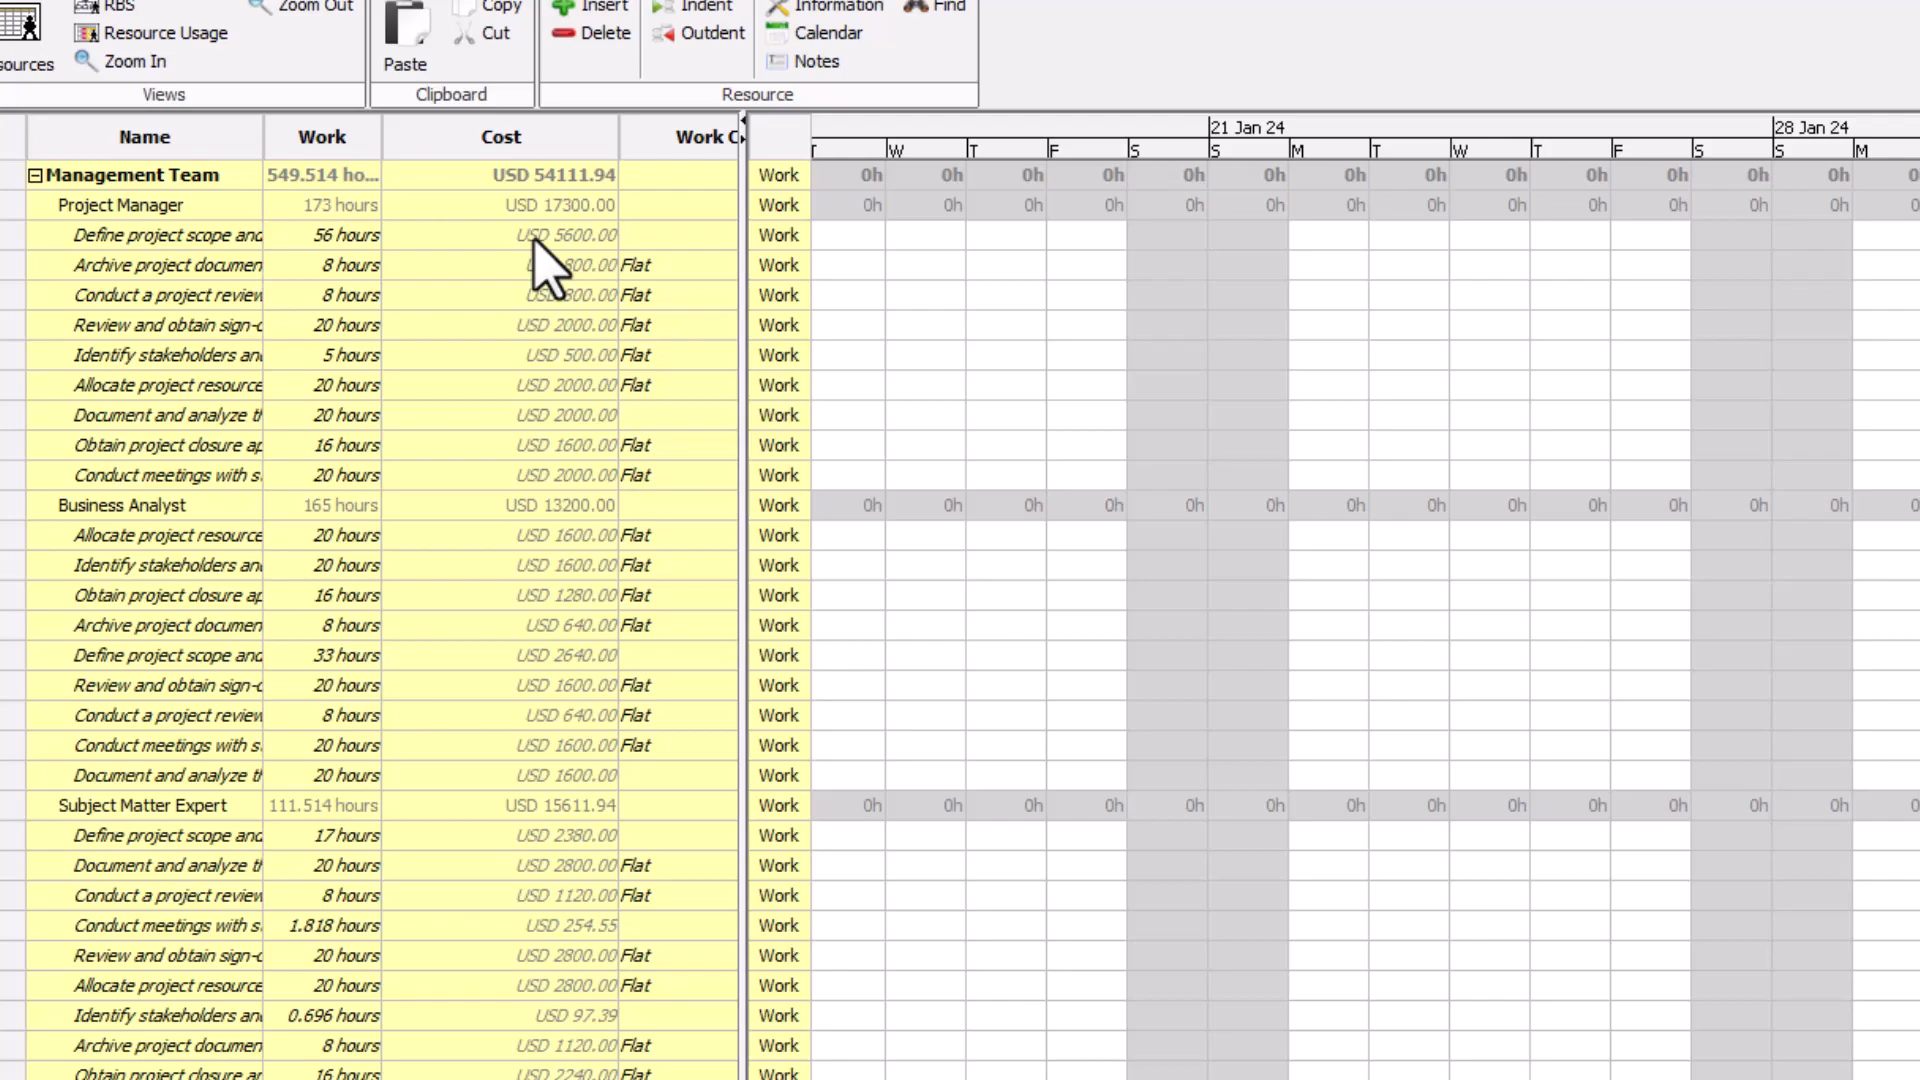 RBS Zoom Out Copy Insert Indent Information Find
Resource Usage Cut Delete Outdent Calendar
Zoom In Paste Notes
Views Clipboard Resource
Name Work Cost Work 21 Jan 24 28 Jan 24
W T F S S M T W T F S S M
Management Team 549.514 ho... USD 54111.94 Work 0h 0h 0h 0h 0h 0h 0h 0h 0h 0h 0h 0h 0h
Project Manager 173 hours USD 17300.00 Work 0h 0h 0h 0h 0h 0h 0h 0h 0h 0h 0h 0h 0h
Define project scope and 56 hours USD 5600.00 Work
Archive project documen 8 hours 800.00 Flat Work
Conduct a project review 8 hours USD 800.00 Flat Work
Review and obtain sign- 20 hours USD 2000.00 Flat Work
Identify stakeholders an 5 hours USD 500.00 Flat Work
Allocate project resource 20 hours USD 2000.00 Flat Work
Document and analyze t 20 hours USD 2000.00 Work
Obtain project closure ap 16 hours USD 1600.00 Flat Work
Conduct meetings with s 20 hours USD 2000.00 Flat Work
Business Analyst 165 hours USD 13200.00 Work 0h 0h 0h 0h 0h 0h 0h 0h 0h 0h 0h 0h 0h
Allocate project resource 20 hours USD 1600.00 Flat Work
Identify stakeholders an 20 hours USD 1600.00 Flat Work
Obtain project closure ap 16 hours USD 1280.00 Flat Work
Archive project documen 8 hours USD 640.00 Flat Work
Define project scope and 33 hours USD 2640.00 Work
Review and obtain sign- 20 hours USD 1600.00 Flat Work
Conduct a project review 8 hours USD 640.00 Flat Work
Conduct meetings with s 20 hours USD 1600.00 Flat Work
Document and analyze t 20 hours USD 1600.00 Work
Subject Matter Expert 111.514 hours USD 15611.94 Work 0h 0h 0h 0h 0h 0h 0h 0h 0h 0h 0h 0h 0h
Define project scope and 17 hours USD 2380.00 Work
Document and analyze t 20 hours USD 2800.00 Flat Work
Conduct a project review 8 hours USD 1120.00 Flat Work
Conduct meetings with s 1.818 hours USD 254.55 Work
Review and obtain sign- 20 hours USD 2800.00 Flat Work
Allocate project resource 20 hours USD 2800.00 Flat Work
Identify stakeholders an 0.696 hours USD 97.39 Work
Archive project documen 8 hours USD 1120.00 Flat Work
Obtain project closure ap 16 hours USD 2240.00 Flat Work